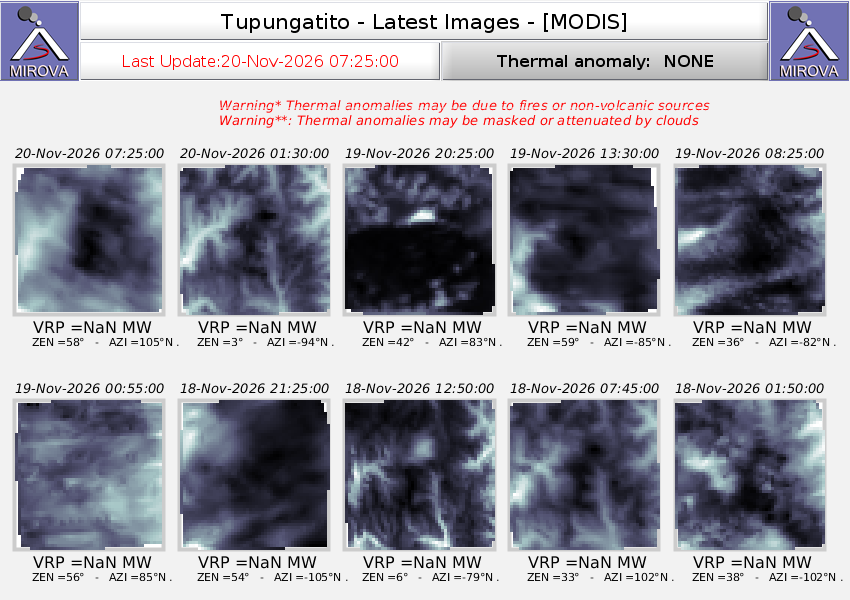 Tupungatito - Latest Images - [MODIS]
MIROVA
Last Update:20-Nov-2026 07:25:00
Thermal anomaly: NONE
MIROVA
Warning* Thermal anomalies may be due to fires or non-volcanic sources
Warning**: Thermal anomalies may be masked or attenuated by clouds
20-Nov-2026 07:25:00 20-Nov-2026 01:30:00 19-Nov-2026 20:25:00 19-Nov-2026 13:30:00 19-Nov-2026 08:25:00
VRP =NaN MW VRP =NaN MW VRP =NaN MW VRP =NaN MW VRP =NaN MW
ZEN =58° - AZI =105°N . ZEN =3° - AZI =-94°N . ZEN =42° - AZI =83°N . ZEN =59° - AZI =-85°N . ZEN =36° - AZI =-82°N .
19-Nov-2026 00:55:00 18-Nov-2026 21:25:00 18-Nov-2026 12:50:00 18-Nov-2026 07:45:00 18-Nov-2026 01:50:00
VRP =NaN MW VRP =NaN MW VRP =NaN MW VRP =NaN MW VRP =NaN MW
ZEN =56° - AZI =85°N . ZEN =54° - AZI =-105°N . ZEN =6° - AZI =-79°N . ZEN =33° - AZI =102°N . ZEN =38° - AZI =-102°N .